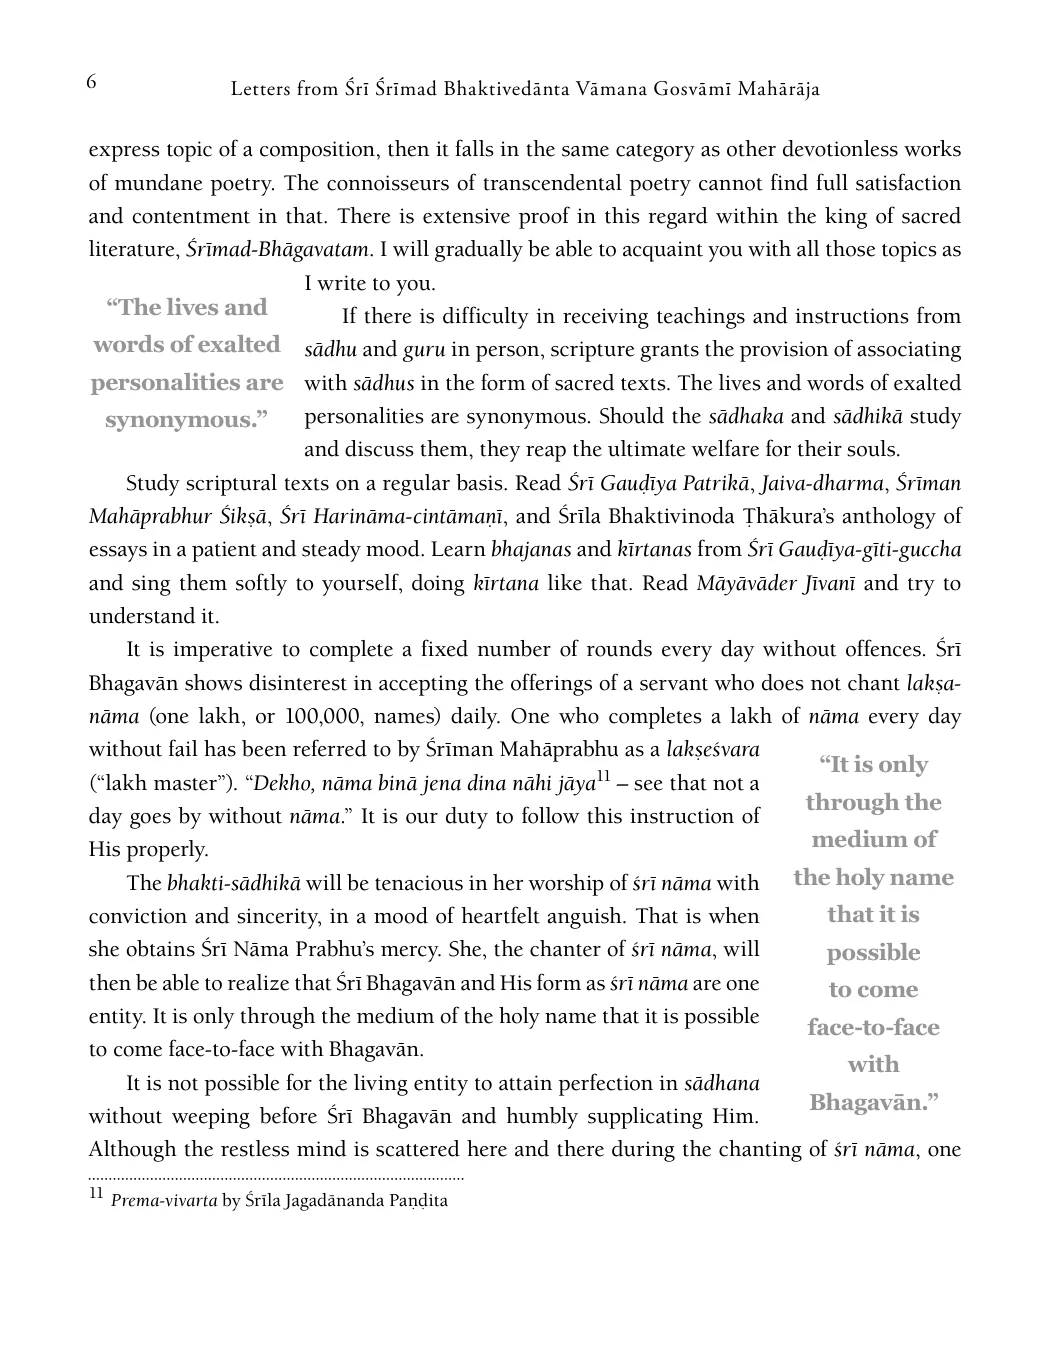 6
Letters from Śrī Śrīmad Bhaktivedānta Vāmana Gosvāmī Mahārāja
express topic of a composition, then it falls in the same category as other devotionless works
of mundane poetry. The connoisseurs of transcendental poetry cannot find full satisfaction
and contentment in that. There is extensive proof in this regard within the king of sacred
literature, Śrīmad-Bhāgavatam. I will gradually be able to acquaint you with all those topics as
I write to you.
“The lives and
words of exalted
personalities are
synonymous.”
If there is difficulty in receiving teachings and instructions from
sādhu and guru in person, scripture grants the provision of associating
with sādhus in the form of sacred texts. The lives and words of exalted
personalities are synonymous. Should the sādhaka and sādhikā study
and discuss them, they reap the ultimate welfare for their souls.
Study scriptural texts on a regular basis. Read Śrī Gauḍīya Patrikā, Jaiva-dharma, Śrīman
Mahāprabhur Śikṣā, Śrī Harināma-cintāmaṇī, and Śrīla Bhaktivinoda Ṭhākura’s anthology of
essays in a patient and steady mood. Learn bhajanas and kīrtanas from Śrī Gauḍīya-gīti-guccha
and sing them softly to yourself, doing kīrtana like that. Read Māyāvāder Jīvanī and try to
understand it.
It is imperative to complete a fixed number of rounds every day without offences. Śrī
Bhagavān shows disinterest in accepting the offerings of a servant who does not chant lakṣa-
nāma (one lakh, or 100,000, names) daily. One who completes a lakh of nāma every day
without fail has been referred to by Śrīman Mahāprabhu as a lakṣeśvara
(“lakh master”). “Dekho, nāma binā jena dina nāhi jāya11 – see that not a
day goes by without nāma.” It is our duty to follow this instruction of
His properly.
The bhakti-sādhikā will be tenacious in her worship of śrī nāma with
conviction and sincerity, in a mood of heartfelt anguish. That is when
she obtains Śrī Nāma Prabhu’s mercy. She, the chanter of śrī nāma, will
then be able to realize that Śrī Bhagavān and His form as śrī nāma are one
entity. It is only through the medium of the holy name that it is possible
to come face-to-face with Bhagavān.
“It is only
through the
medium of
the holy name
that it is
possible
to come
face-to-face
with
Bhagavān.”
It is not possible for the living entity to attain perfection in sādhana
without weeping before Śrī Bhagavān and humbly supplicating Him.
Although the restless mind is scattered here and there during the chanting of śrī nāma, one
11 Prema-vivarta by Śrīla Jagadānanda Paṇḍita